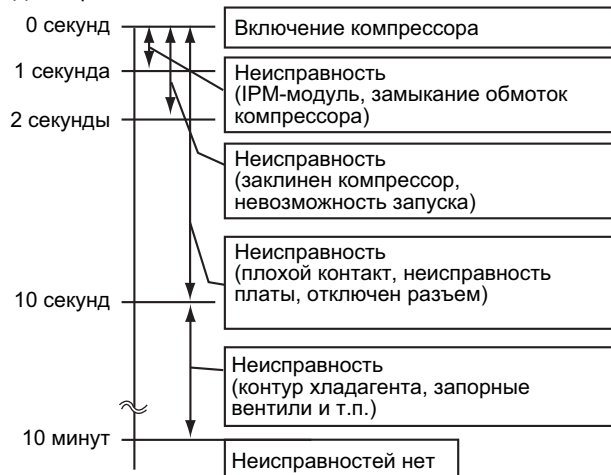 0 секунд
Включение компрессора
1 секунда
Неисправность
(IPM-модуль, замыкание обмоток
компрессора)
2 секунды
Неисправность
(заклинен компрессор,
невозможность запуска)
Неисправность
(плохой контакт, неисправность
платы, отключен разъем)
10 секунд
Неисправность
(контур хладагента, запорные
вентили и т.п.)
10 минут
Неисправностей нет